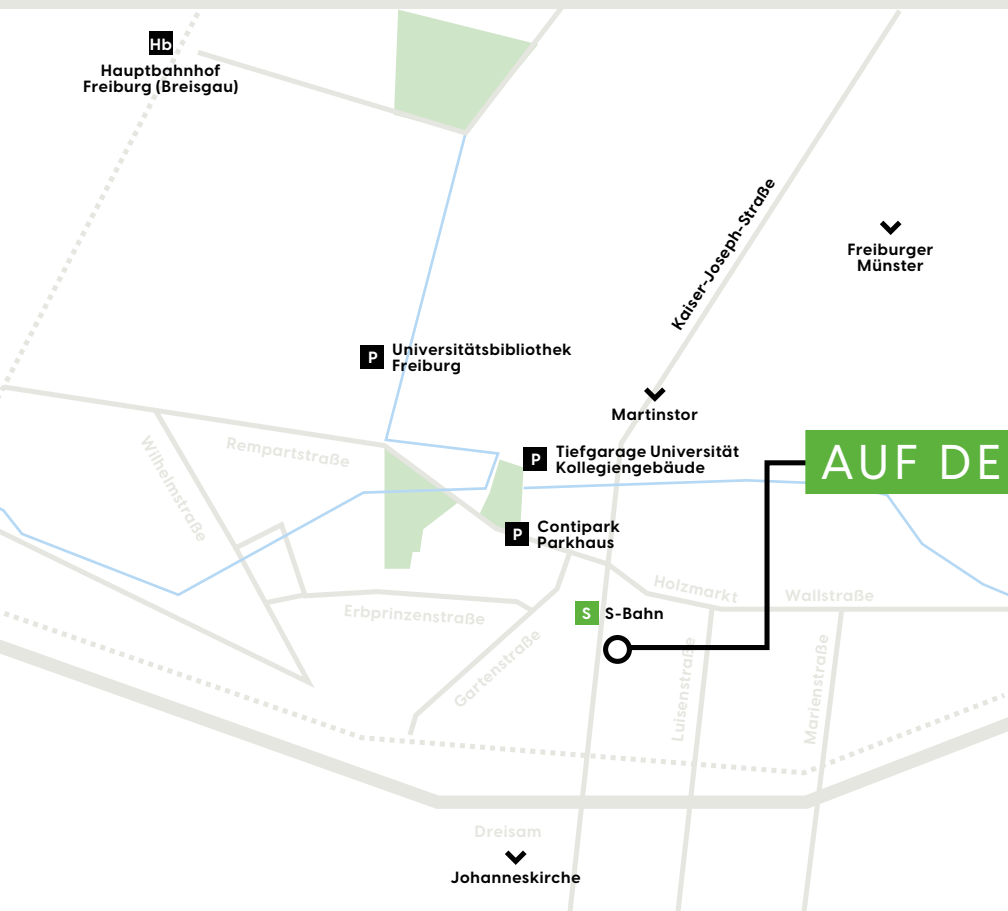 Hb
Hauptbahnhof
Freiburg (Breisgau)
Kaiser-Joseph-Straße
Freiburger
Münster
P
Universitätsbibliothek
Freiburg
Martinstor
Rempartstraße
Wilhelmstraße
P
Tiefgarage Universität
Kollegiengebäude
AUF DE
P
Contipark
Parkhaus
Holzmarkt
Wallstraße
Erbprinzenstraße
S
S-Bahn
Gartenstraße
Luisenstraße
Marienstraße
Dreisam
Johanneskirche